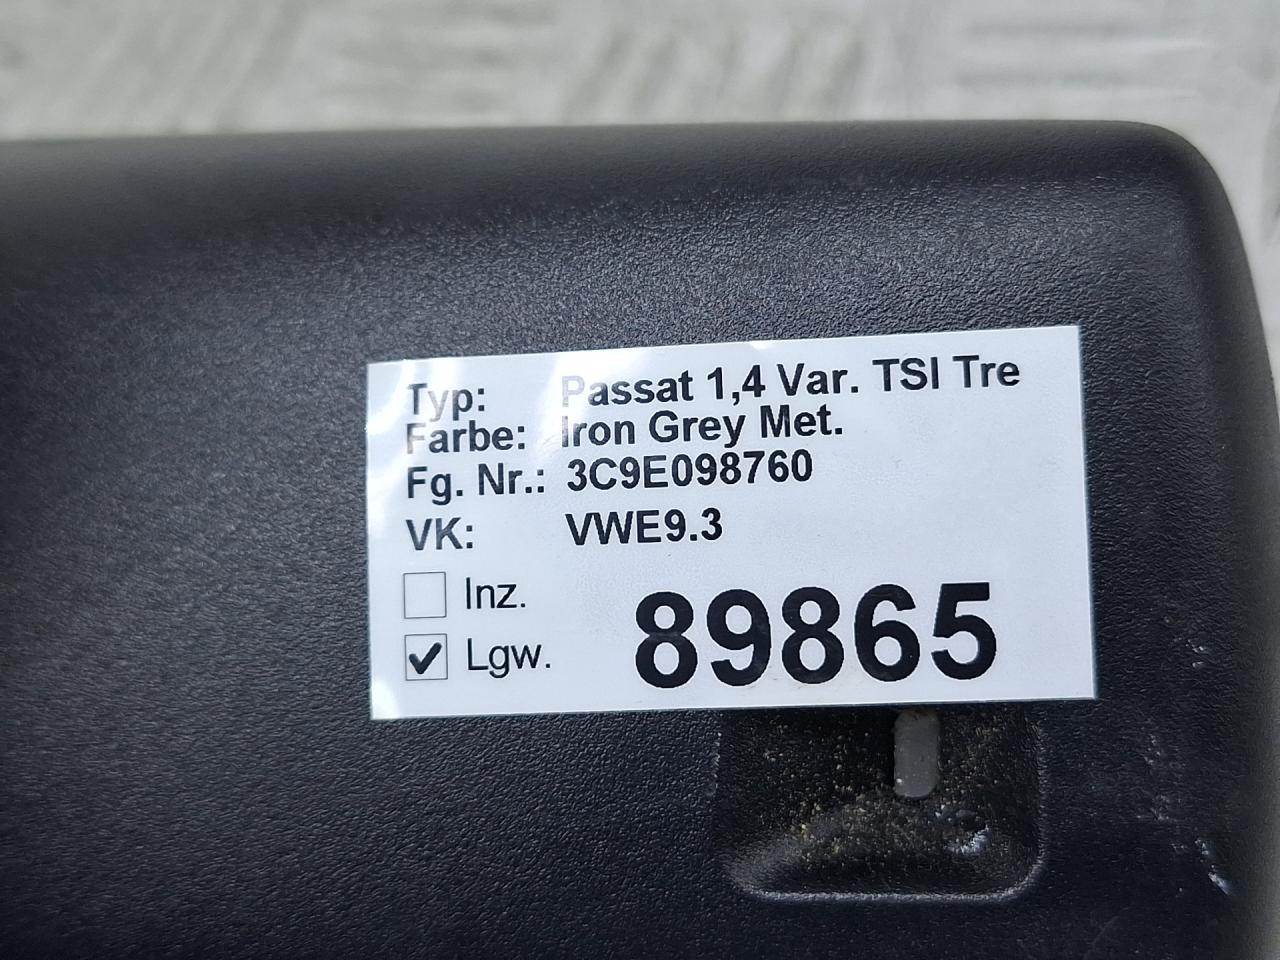 Typ: Passat 1,4 Var. TSI Tre
Farbe: Iron Grey Met.
Fg. Nr.: 3C9E098760
VK: VWE9.3
Inz.
Lgw.
89865